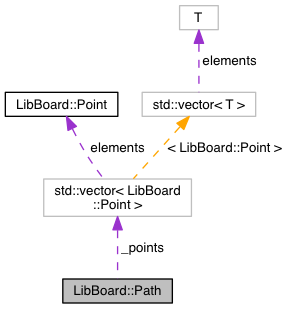 T
elements
LibBoard::Point
std::vector< T >
elements
< LibBoard::Point >
std::vector< LibBoard
::Point >
_points
LibBoard::Path